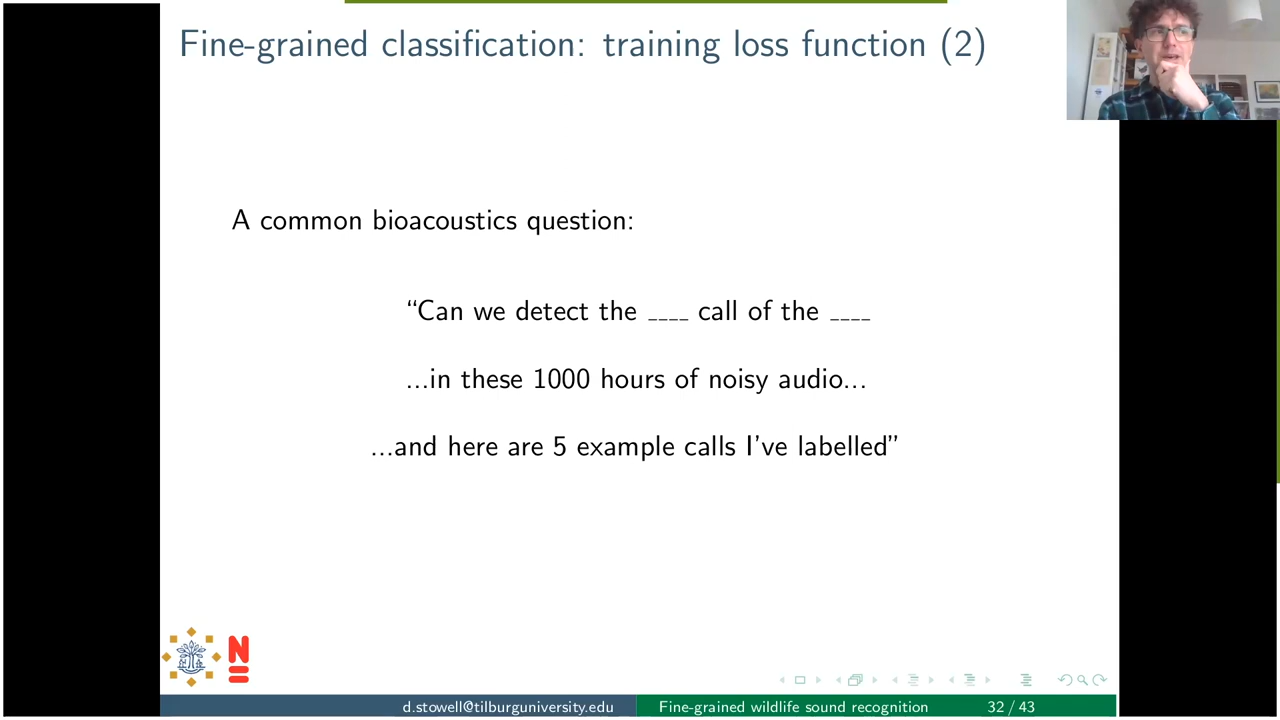 Fine-grained classification: training loss function (2)
A common bioacoustics question:
“Can we detect the ____ call of the ____
...in these 1000 hours of noisy audio...
...and here are 5 example calls I’ve labelled”
N
d.stowell@tilburguniversity.edu Fine-grained wildlife sound recognition 32 / 43